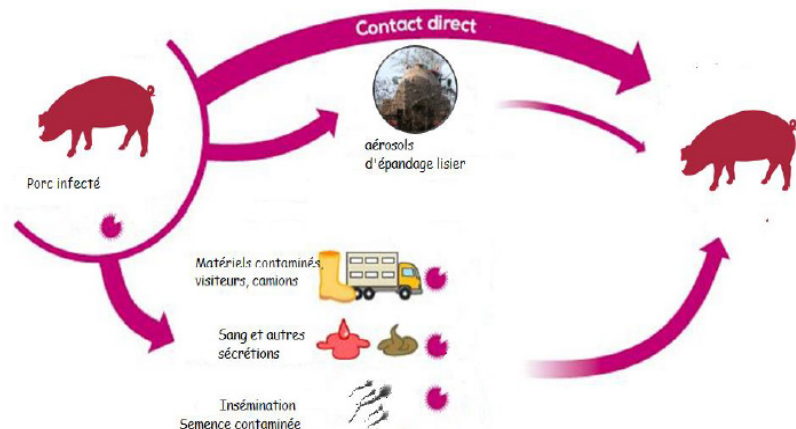 Contact direct
aérosols
d'épandage lisier
Porc infecté
Matériels contaminés,
visiteurs, camions
Sang et autres
sécrétions
Insémination
Semence contaminée